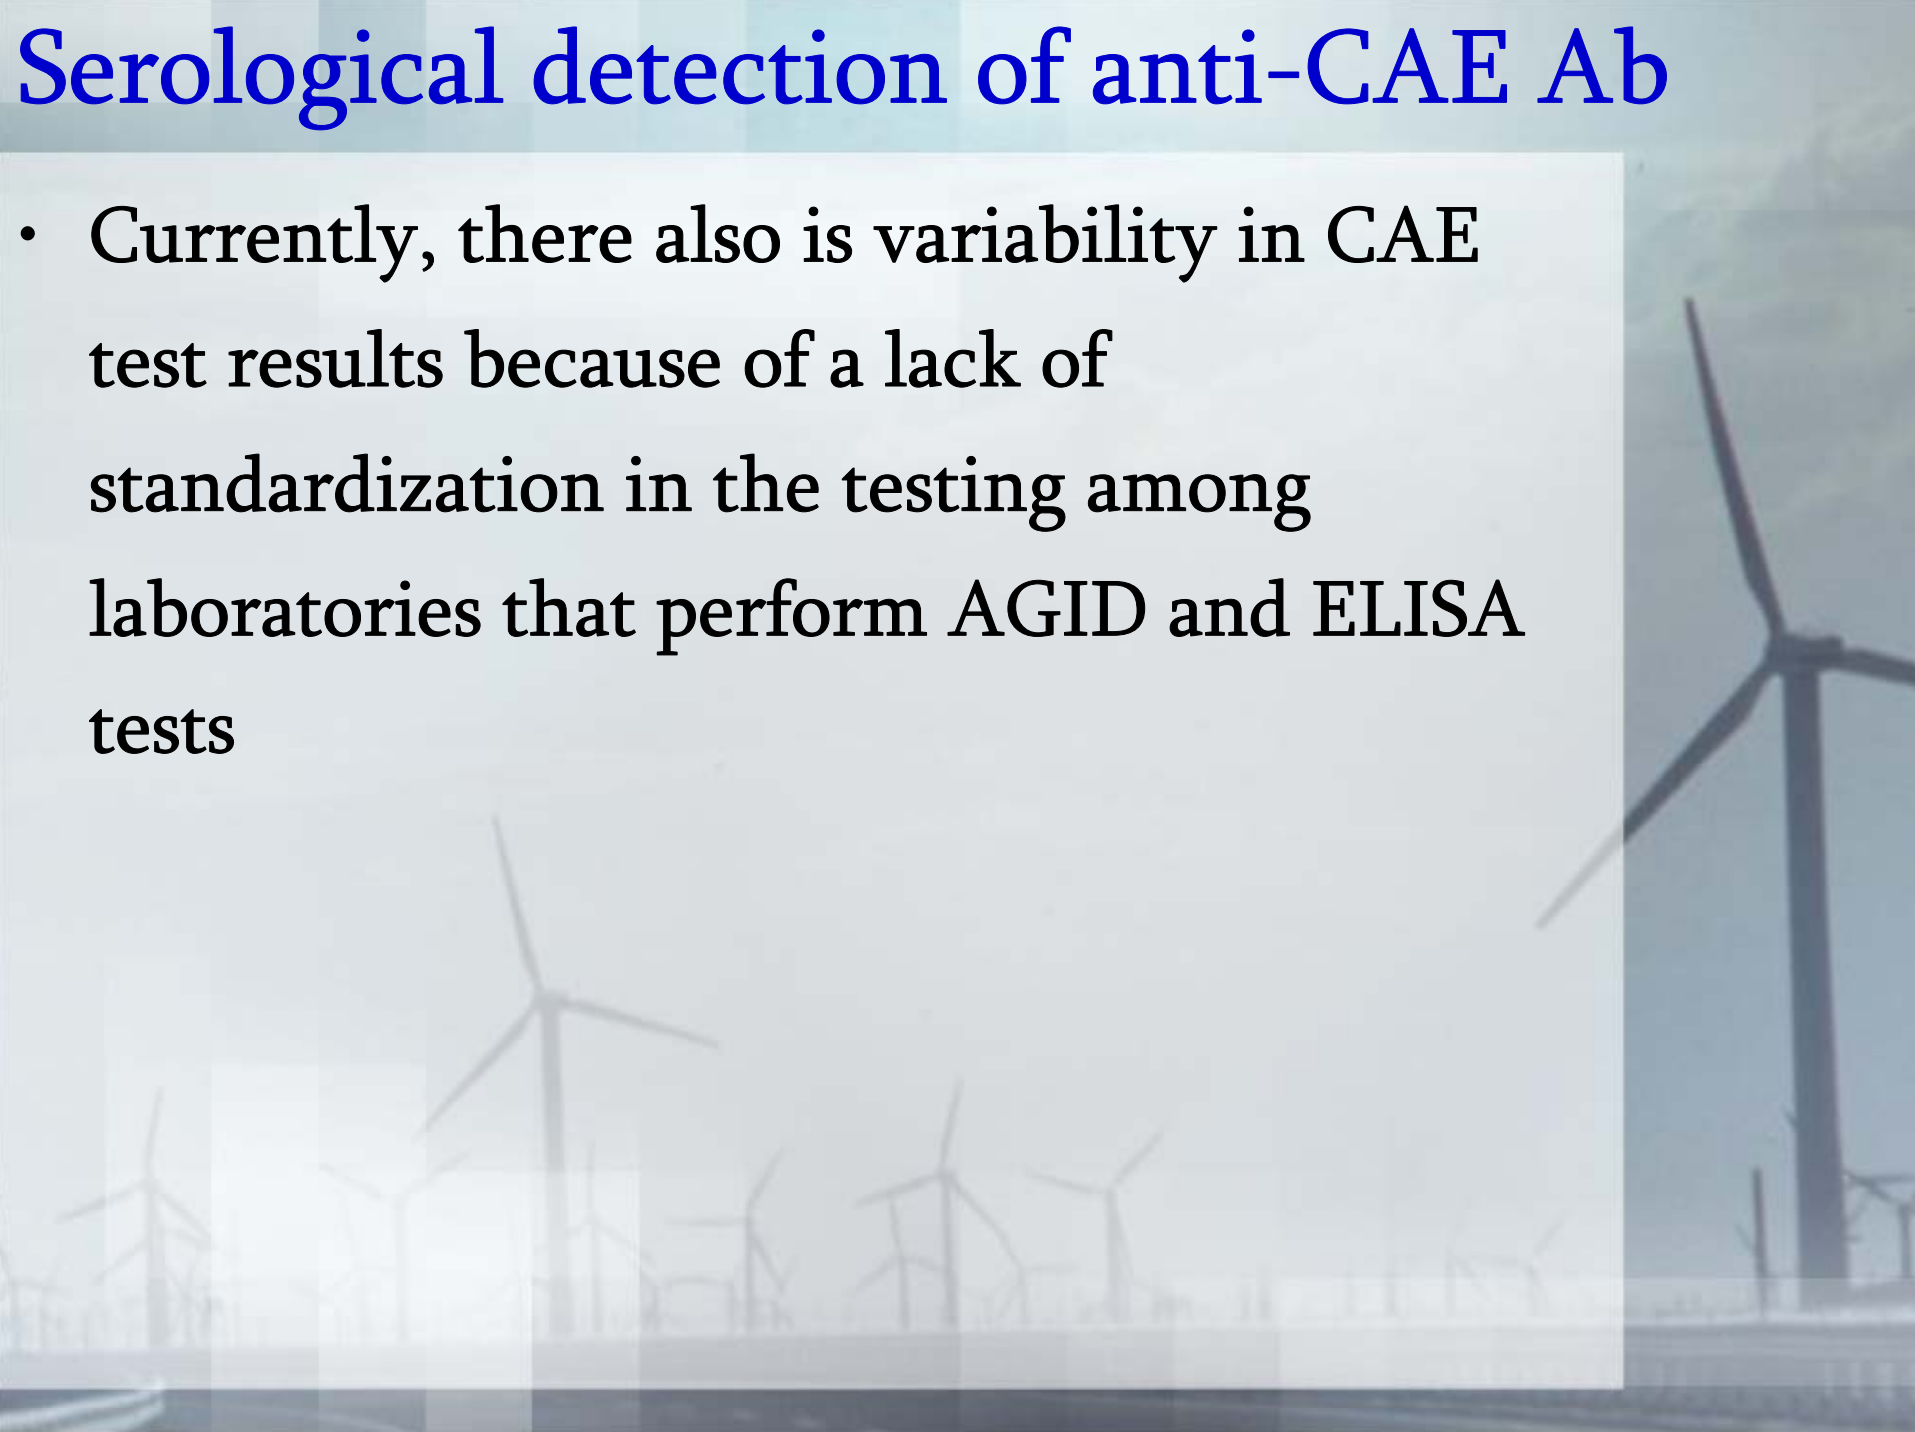 Serological detection of anti-CAE Ab
• Currently, there also is variability in CAE
test results because of a lack of
standardization in the testing among
laboratories that perform AGID and ELISA
tests